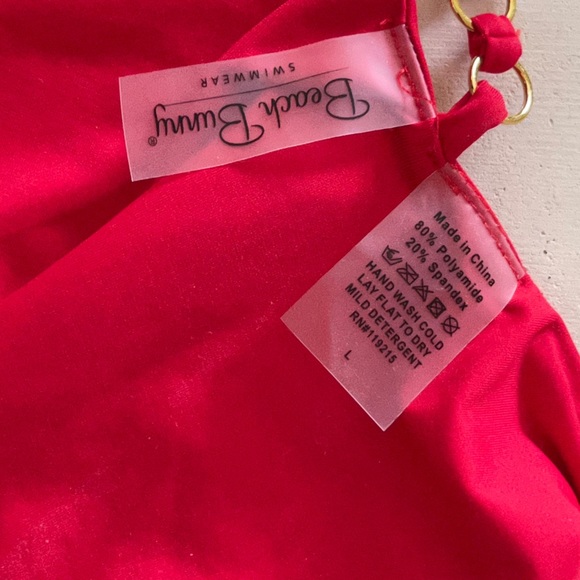 Beach Bunny®
SWIMWEAR
Made in China
80% Polyamide
20% Spandex
HAND WASH COLD
LAY FLAT TO DRY
MILD DETERGENT
RN#119215
L